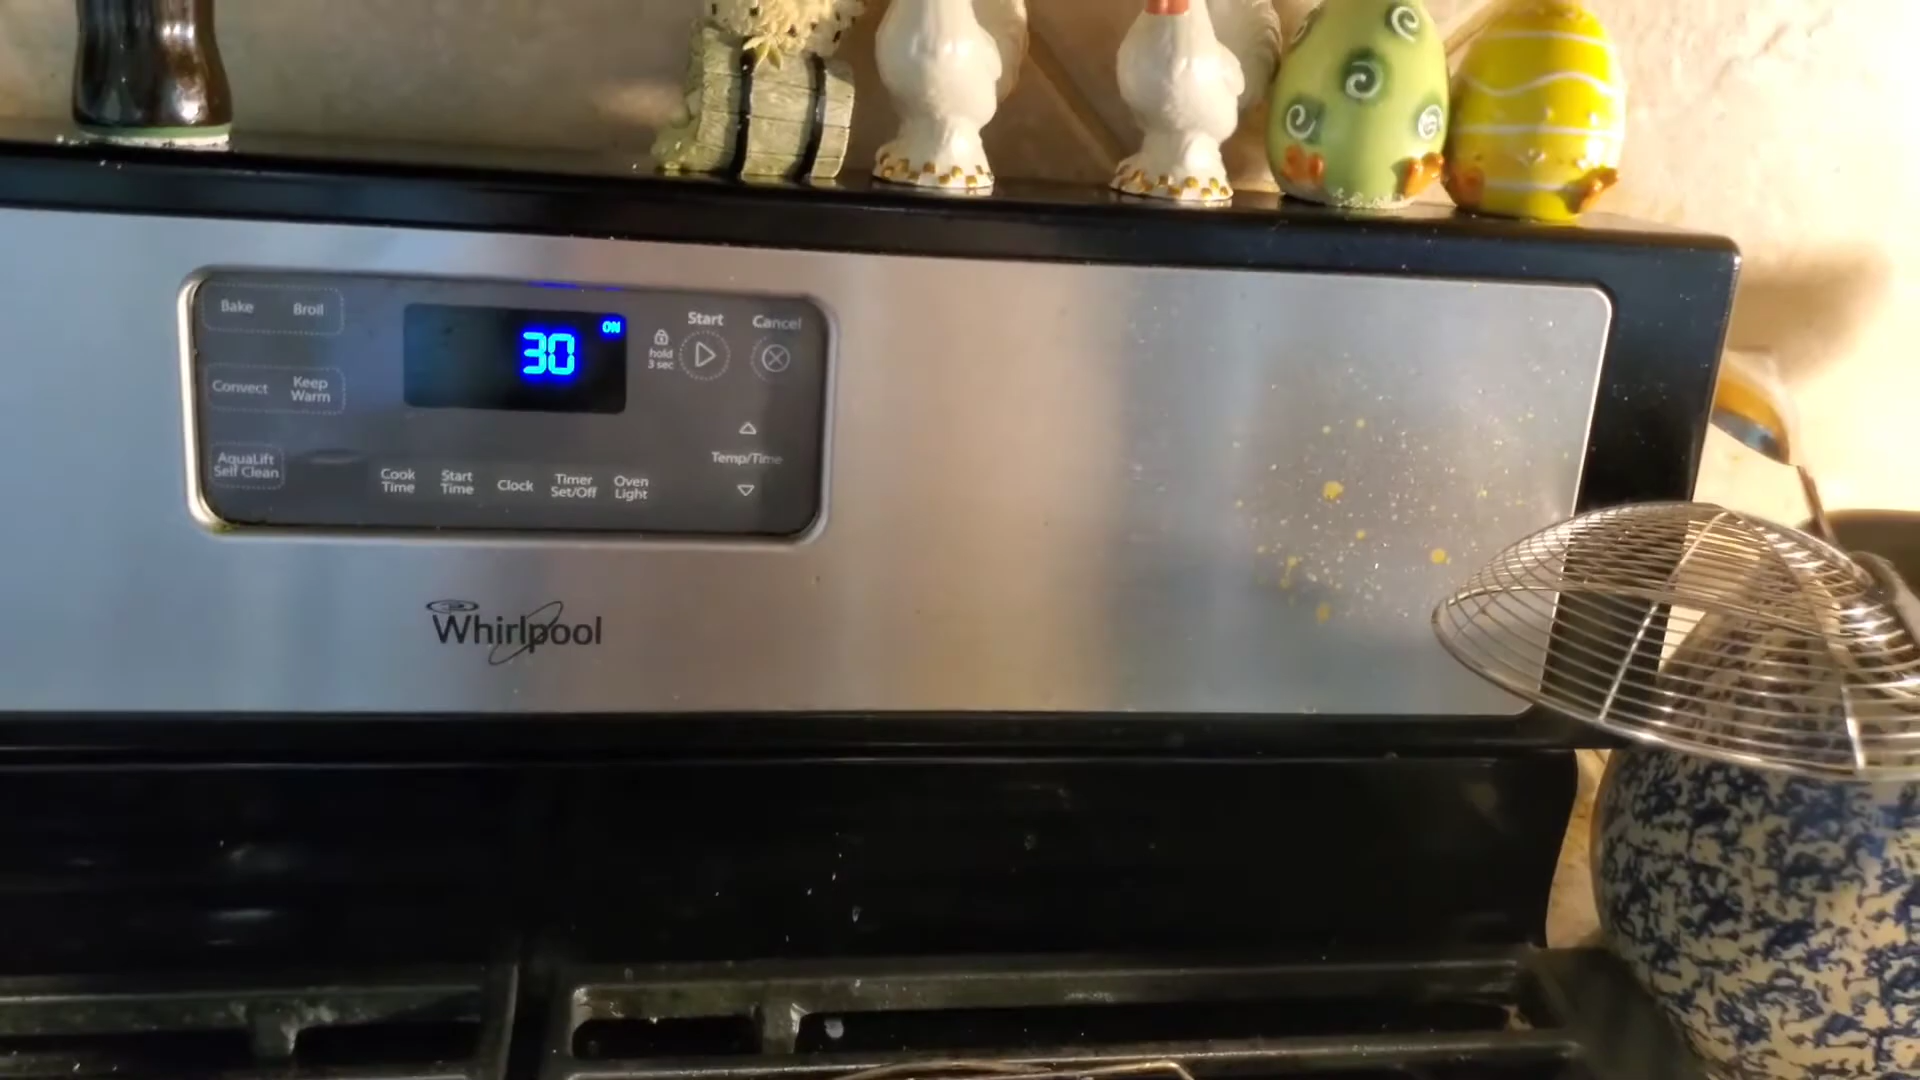 Bake Broil
ON
30
Start
Cancel
hold
3 sec
Convect
Keep
Warm
AquaLift
Self Clean
Cook
Time
Start
Time
Clock
Timer
Set/Off
Oven
Light
Temp/Time
Whirlpool